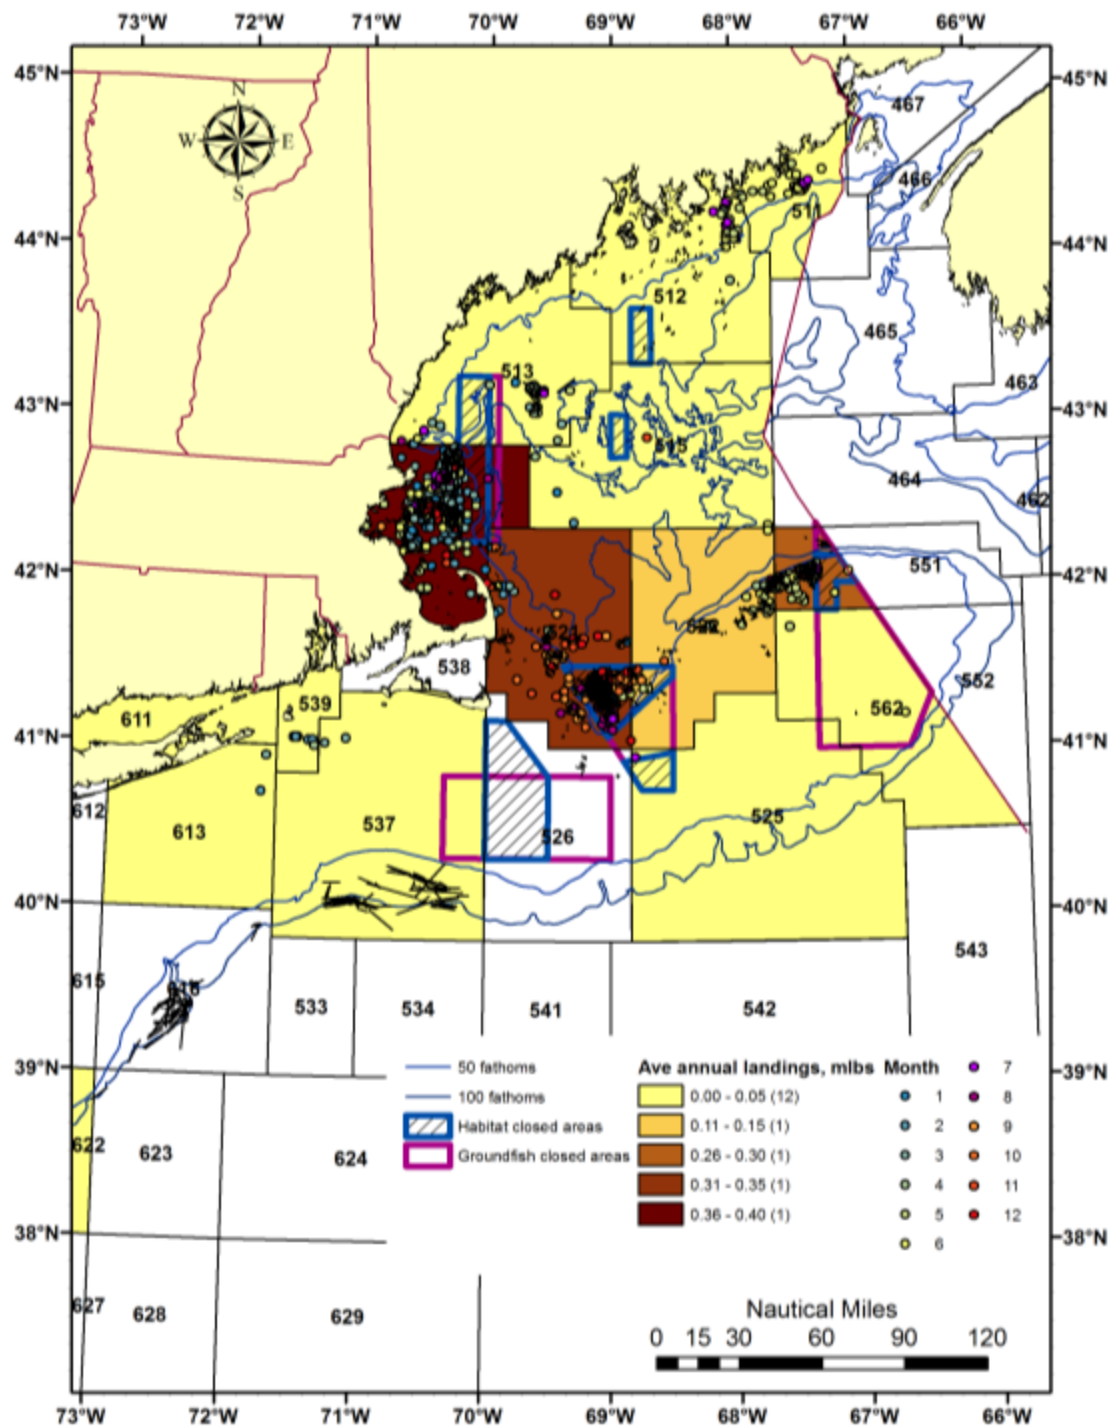 73°W 72°W 71°W 70°W 69°W 68°W 67°W 66°W
45°N 45°N
467
N
W E
S
466
511
44°N 44°N
512
465
463
513
43°N 43°N
515
464
462
42°N 42°N
551
521
522
538
552
539
562
611
41°N 41°N
612
525
537
526
613
40°N 40°N
543
615
616
533 534 541 542
39°N 39°N
50 fathoms
100 fathoms
Habitat closed areas
Groundfish closed areas
Ave annual landings, mlbs
0.00 - 0.05 (12)
0.11 - 0.15 (1)
0.26 - 0.30 (1)
0.31 - 0.35 (1)
0.36 - 0.40 (1)
Month
1
2
3
4
5
6
7
8
9
10
11
12
622
623
624
38°N 38°N
627
628
629
Nautical Miles
0 15 30 60 90 120
73°W 72°W 71°W 70°W 69°W 68°W 67°W 66°W